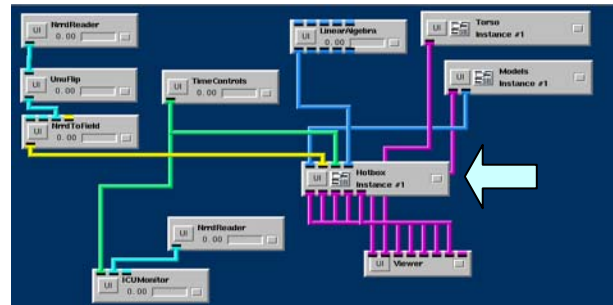 NrrdReader
UI 0.00
UnuFlip
UI 0.00
NrrdToField
UI 0.00
TimeControls
UI 0.00
LinearAlgebra
UI 0.00
Torso
UI Instance #1
Models
UI Instance #1
Hotbox
UI Instance #1
NrrdReader
UI 0.00
ICUMonitor
UI 0.00
Viewer
UI